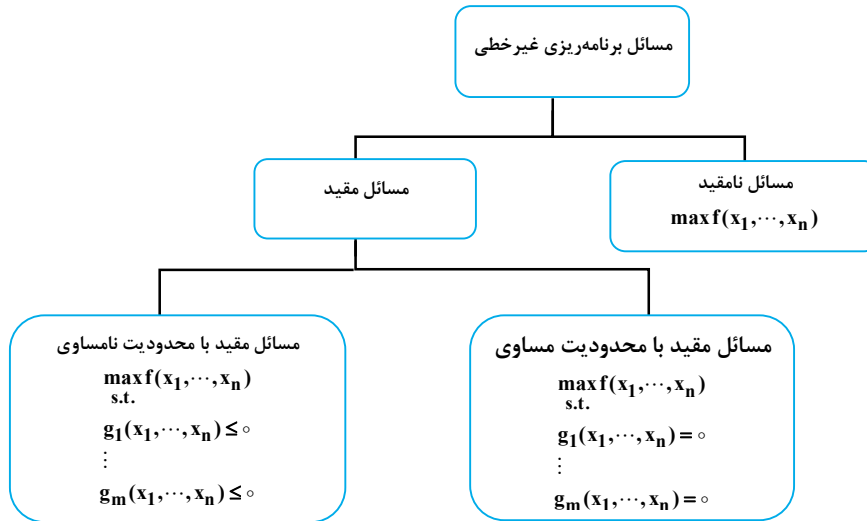 مسائل برنامه‌ریزی غیرخطی
مسائل نامقید
max f(x₁,⋯,xₙ)
مسائل مقید
مسائل مقید با محدودیت مساوی
max f(x₁,⋯,xₙ)
s.t.
g₁(x₁,⋯,xₙ) = ∘
⋮
gₘ(x₁,⋯,xₙ) = ∘
مسائل مقید با محدودیت نامساوی
max f(x₁,⋯,xₙ)
s.t.
g₁(x₁,⋯,xₙ) ≤ ∘
⋮
gₘ(x₁,⋯,xₙ) ≤ ∘